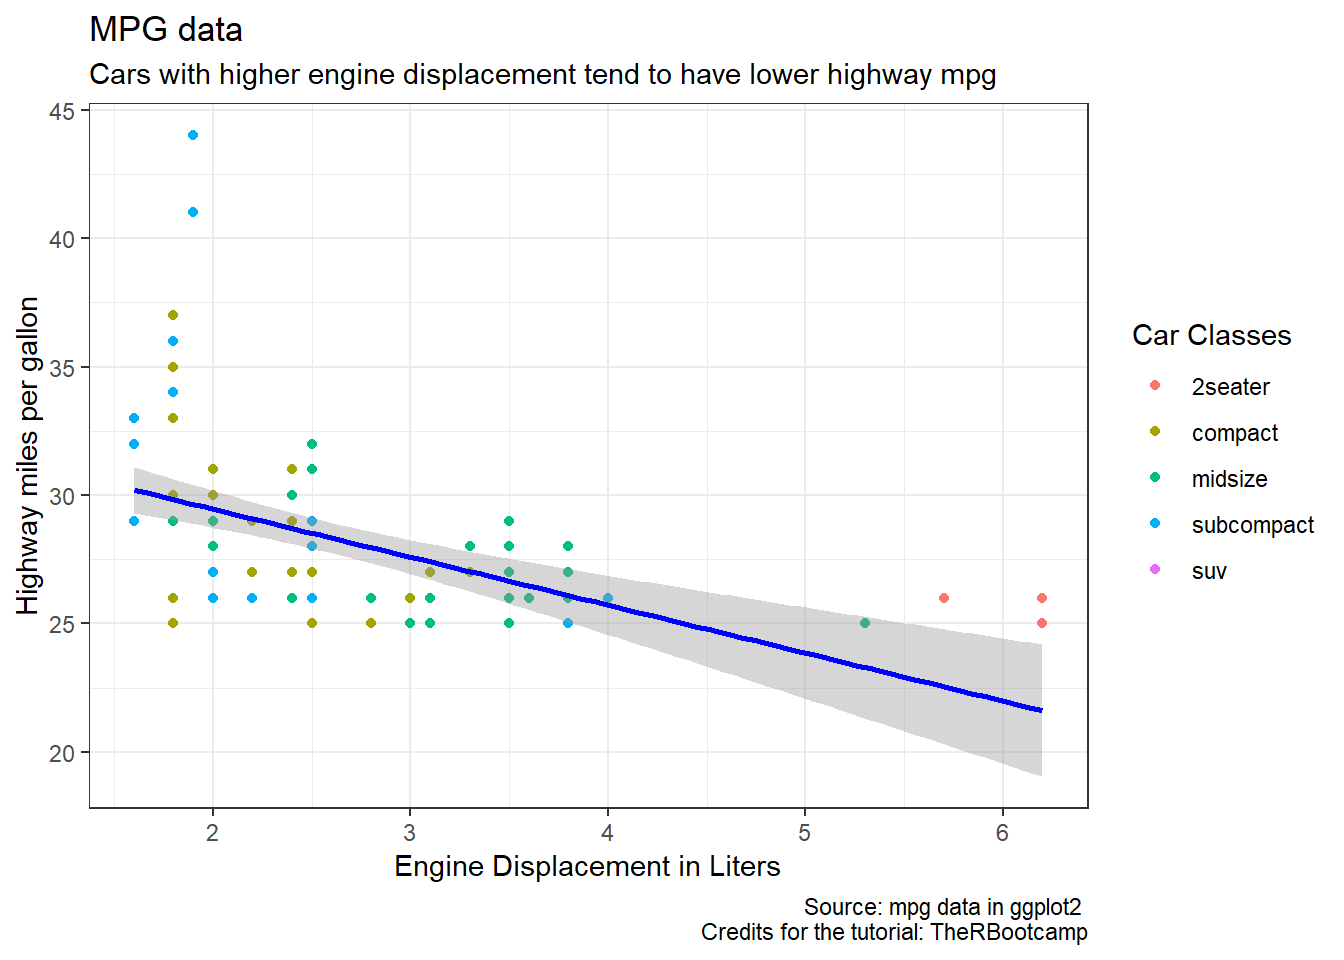 MPG data
Cars with higher engine displacement tend to have lower highway mpg
45
40
35
30
25
20
Highway miles per gallon
2 3 4 5 6
Engine Displacement in Liters
Car Classes
2seater
compact
midsize
subcompact
suv
Source: mpg data in ggplot2
Credits for the tutorial: TheRBootcamp